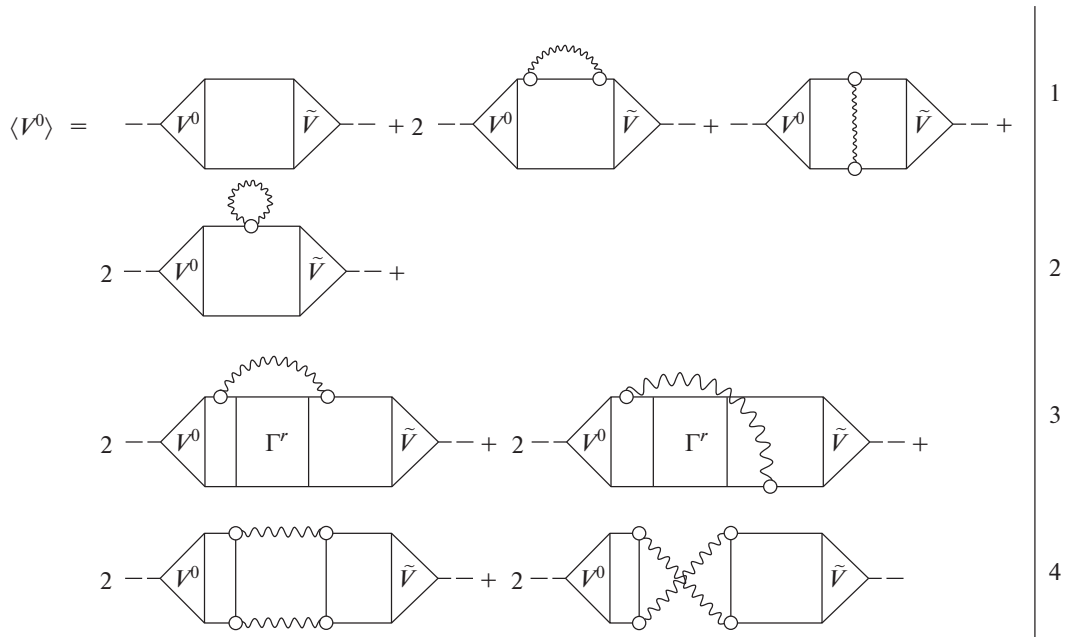 ⟨V⁰⟩ = V⁰ Ṽ + 2 V⁰ Ṽ + V⁰ Ṽ + 1
2 V⁰ Ṽ + 2
2 V⁰ Γʳ Ṽ + 2 V⁰ Γʳ Ṽ + 3
2 V⁰ Ṽ + 2 V⁰ Ṽ 4